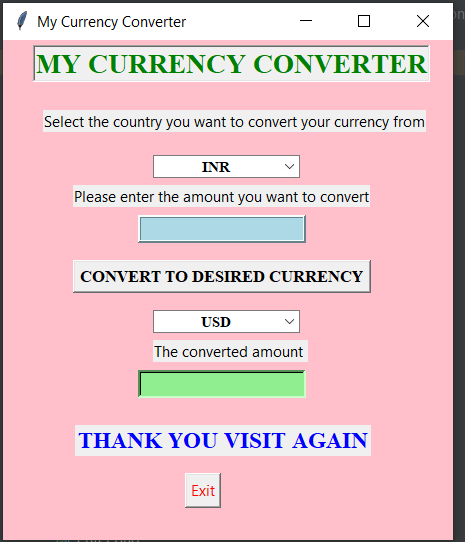 My Currency Converter
MY CURRENCY CONVERTER
Select the country you want to convert your currency from
INR
Please enter the amount you want to convert
CONVERT TO DESIRED CURRENCY
USD
The converted amount
THANK YOU VISIT AGAIN
Exit